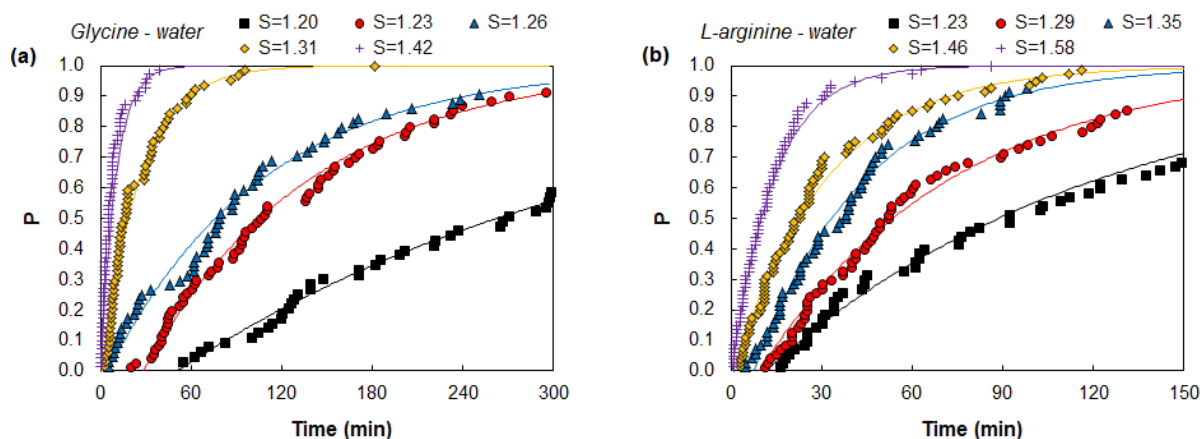 (a)
Glycine - water
S=1.20 S=1.23 S=1.26
S=1.31 S=1.42
P
1.0
0.9
0.8
0.7
0.6
0.5
0.4
0.3
0.2
0.1
0.0
0 60 120 180 240 300
Time (min)
(b)
L-arginine - water
S=1.23 S=1.29 S=1.35
S=1.46 S=1.58
P
1.0
0.9
0.8
0.7
0.6
0.5
0.4
0.3
0.2
0.1
0.0
0 30 60 90 120 150
Time (min)